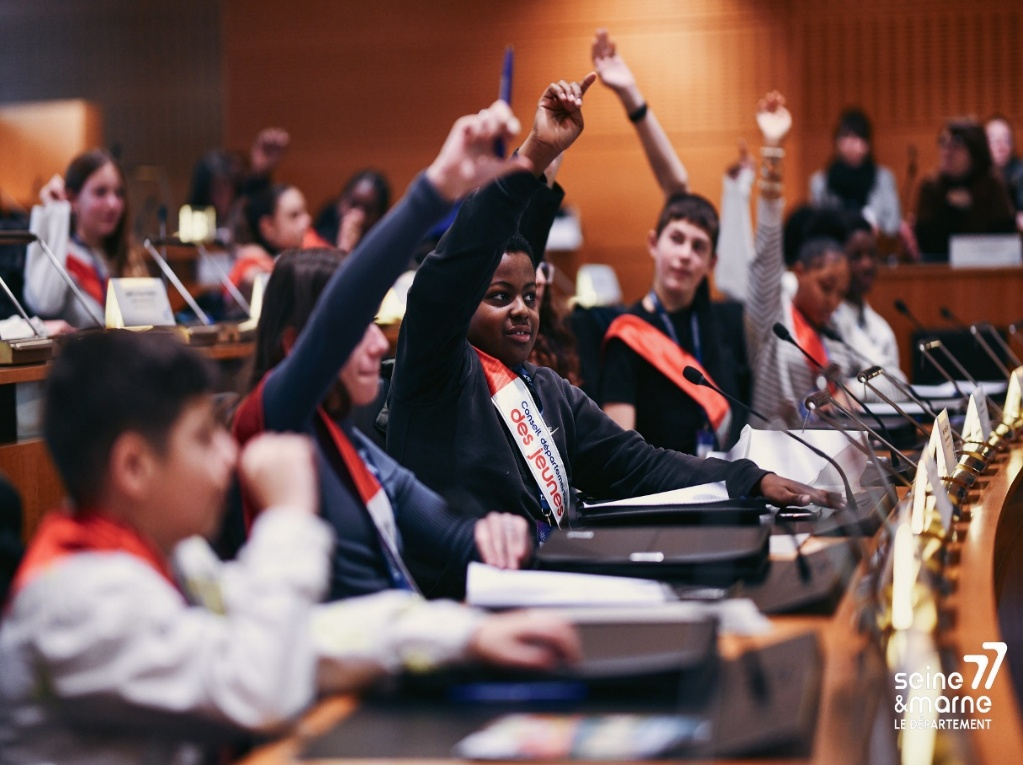 Conseil départemental
des jeunes
seine 77
&marne
LE DÉPARTEMENT